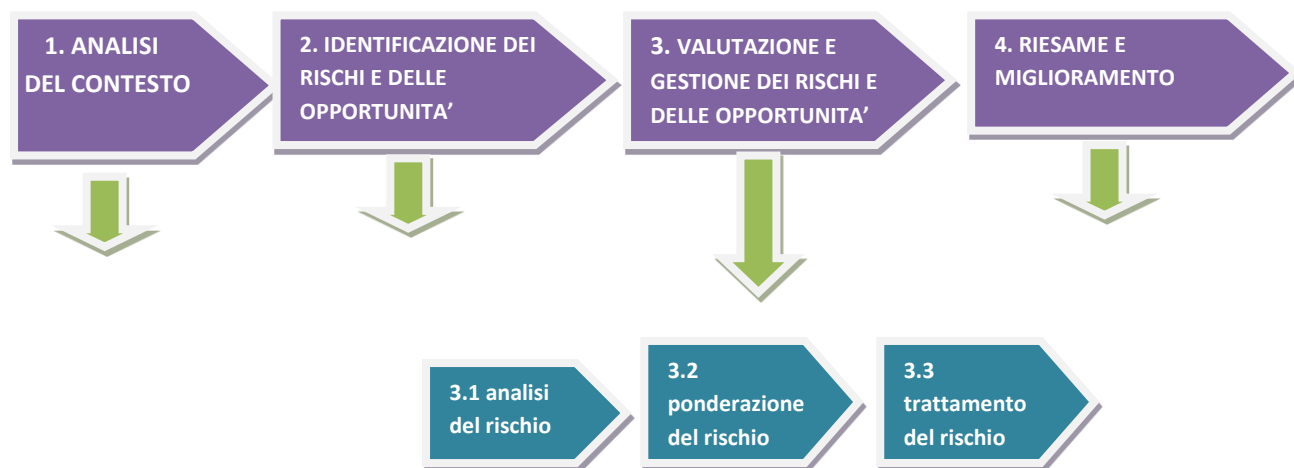 1. ANALISI
DEL CONTESTO
2. IDENTIFICAZIONE DEI
RISCHI E DELLE
OPPORTUNITA’
3. VALUTAZIONE E
GESTIONE DEI RISCHI E
DELLE OPPORTUNITA’
4. RIESAME E
MIGLIORAMENTO
3.1 analisi
del rischio
3.2
ponderazione
del rischio
3.3
trattamento
del rischio